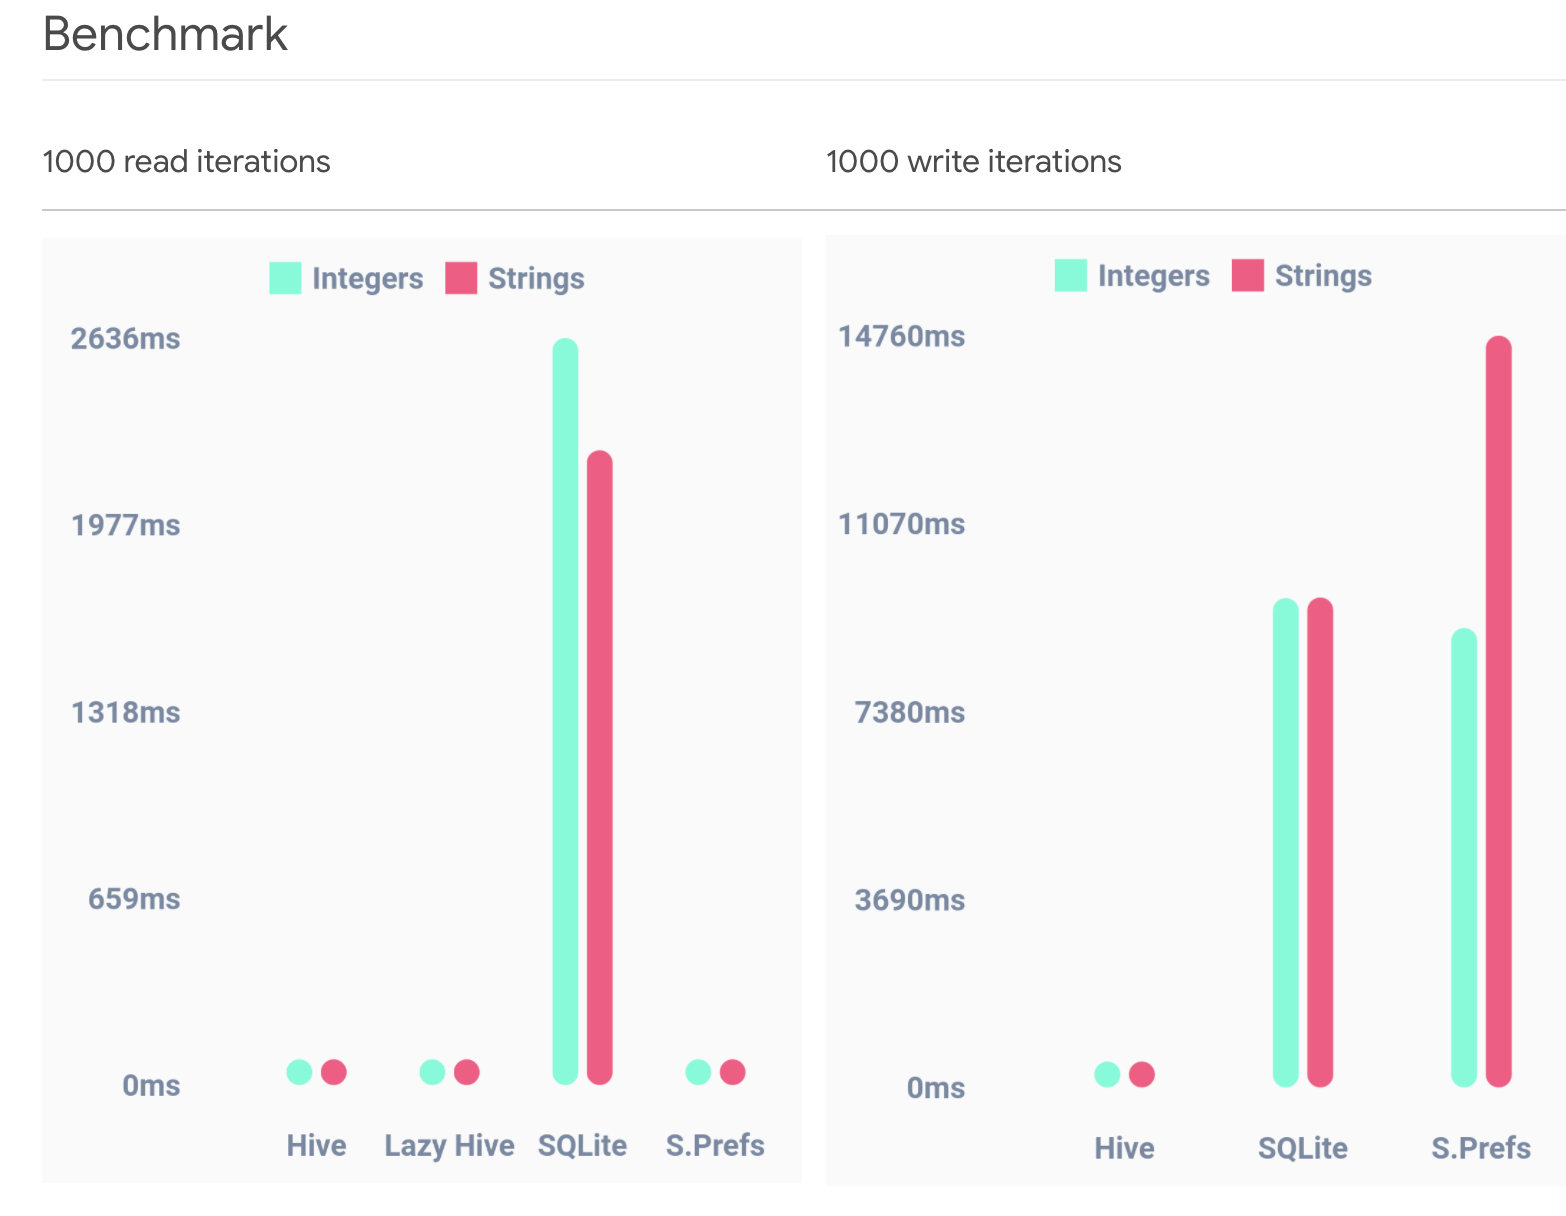 Benchmark
1000 read iterations
1000 write iterations
Integers Strings
2636ms
1977ms
1318ms
659ms
0ms
Hive Lazy Hive SQLite S.Prefs
Integers Strings
14760ms
11070ms
7380ms
3690ms
0ms
Hive SQLite S.Prefs